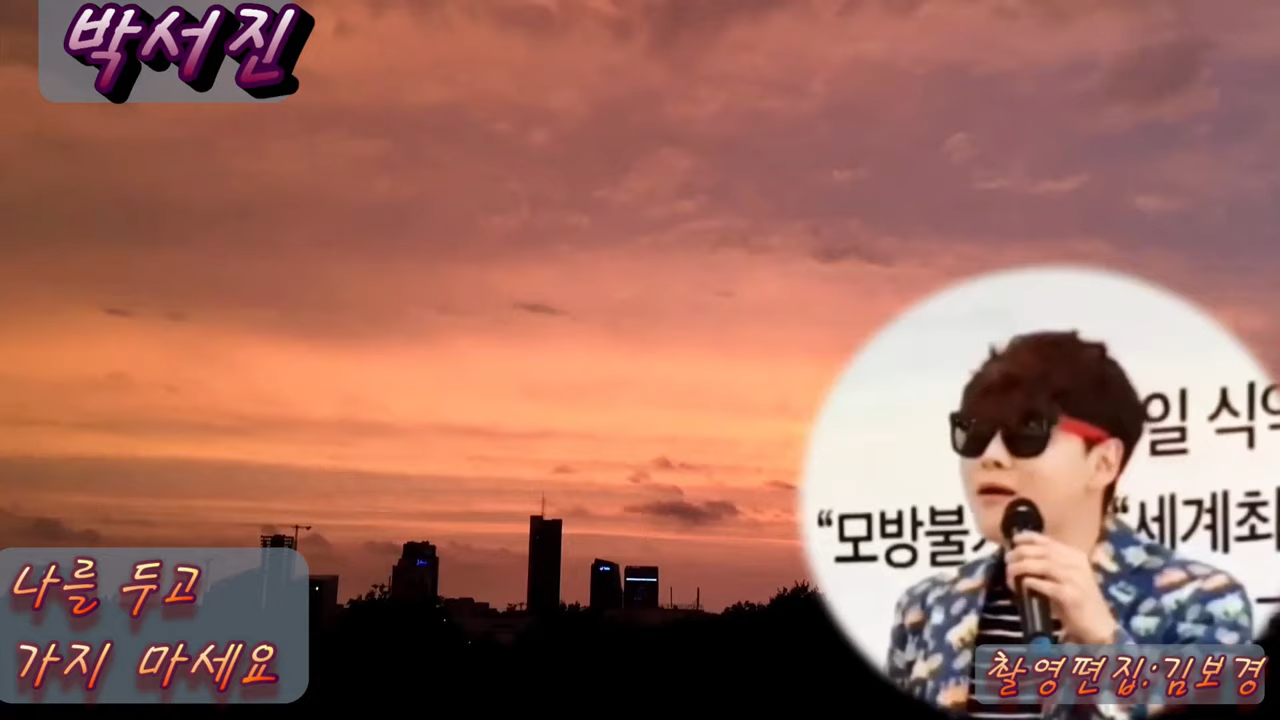 박서진
일 식약
“모방불가
“세계최
나를 두고
가지 마세요
촬영편집:김보경